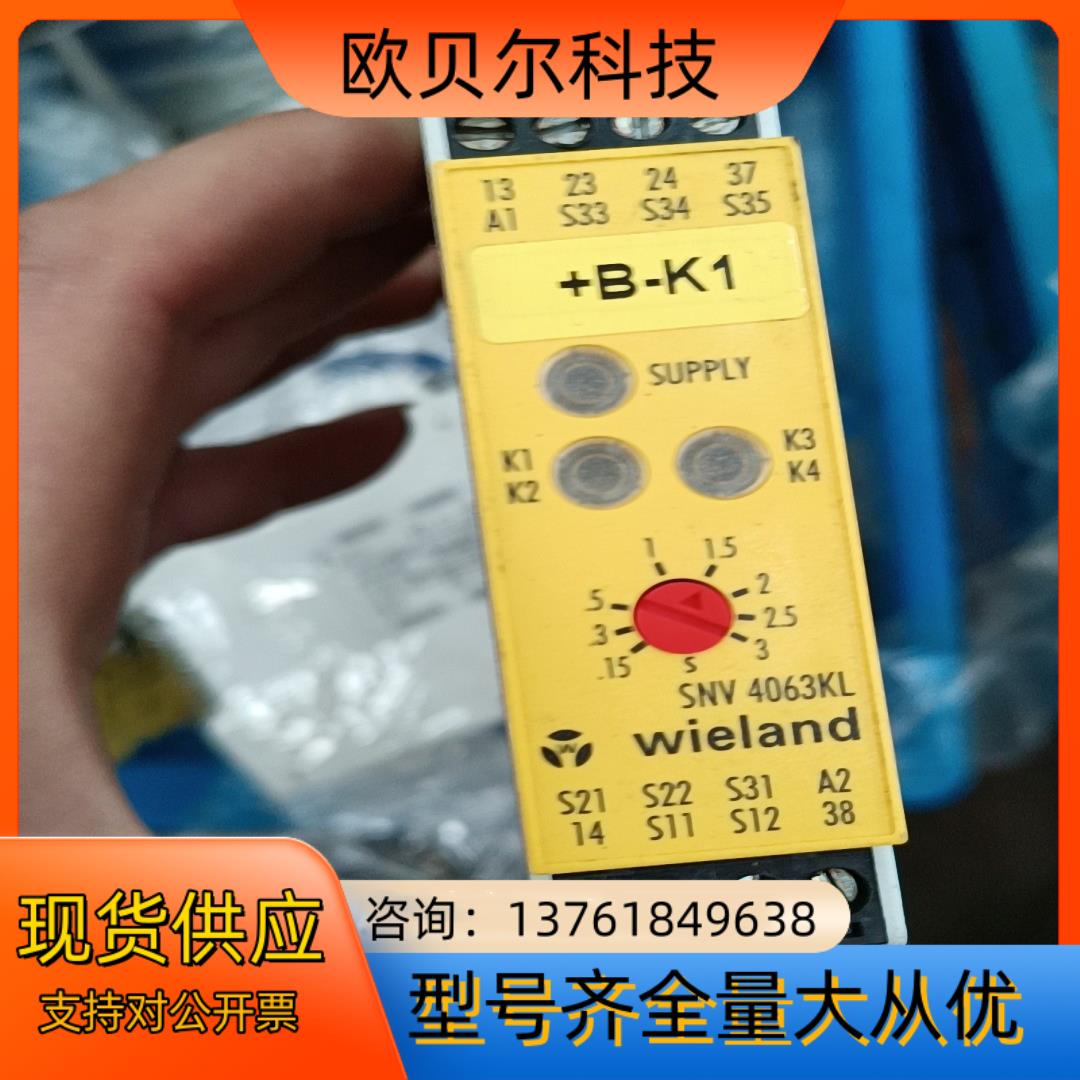 欧贝尔科技
13 23 24 37
A1 S33 S34 S35
+B-K1
SUPPLY
K1 K3
K2 K4
1 1.5
.5 2
.3 2.5
.15 s 3
SNV 4063KL
wieland
S21 S22 S31 A2
14 S11 S12 38
现货供应
支持对公开票
咨询：13761849638
型号齐全量大从优